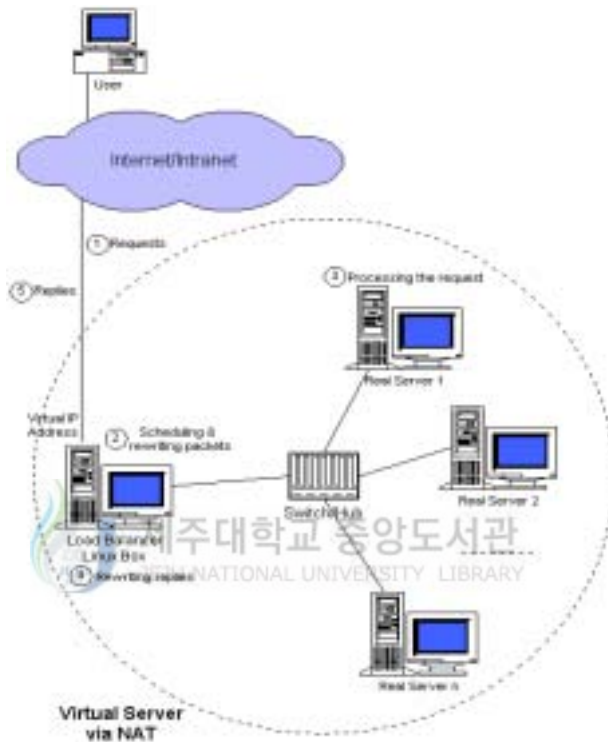 User
Internet/Intranet
1 Requests
5 Replies
3 Processing the request
Real Server 1
Virtual IP
Address
2 Scheduling &
rewriting packets
Switch/Hub
Real Server 2
Load Balancer
Linux Box
제주대학교 중앙도서관
NATIONAL UNIVERSITY LIBRARY
4 Rewriting replies
Real Server n
Virtual Server
via NAT